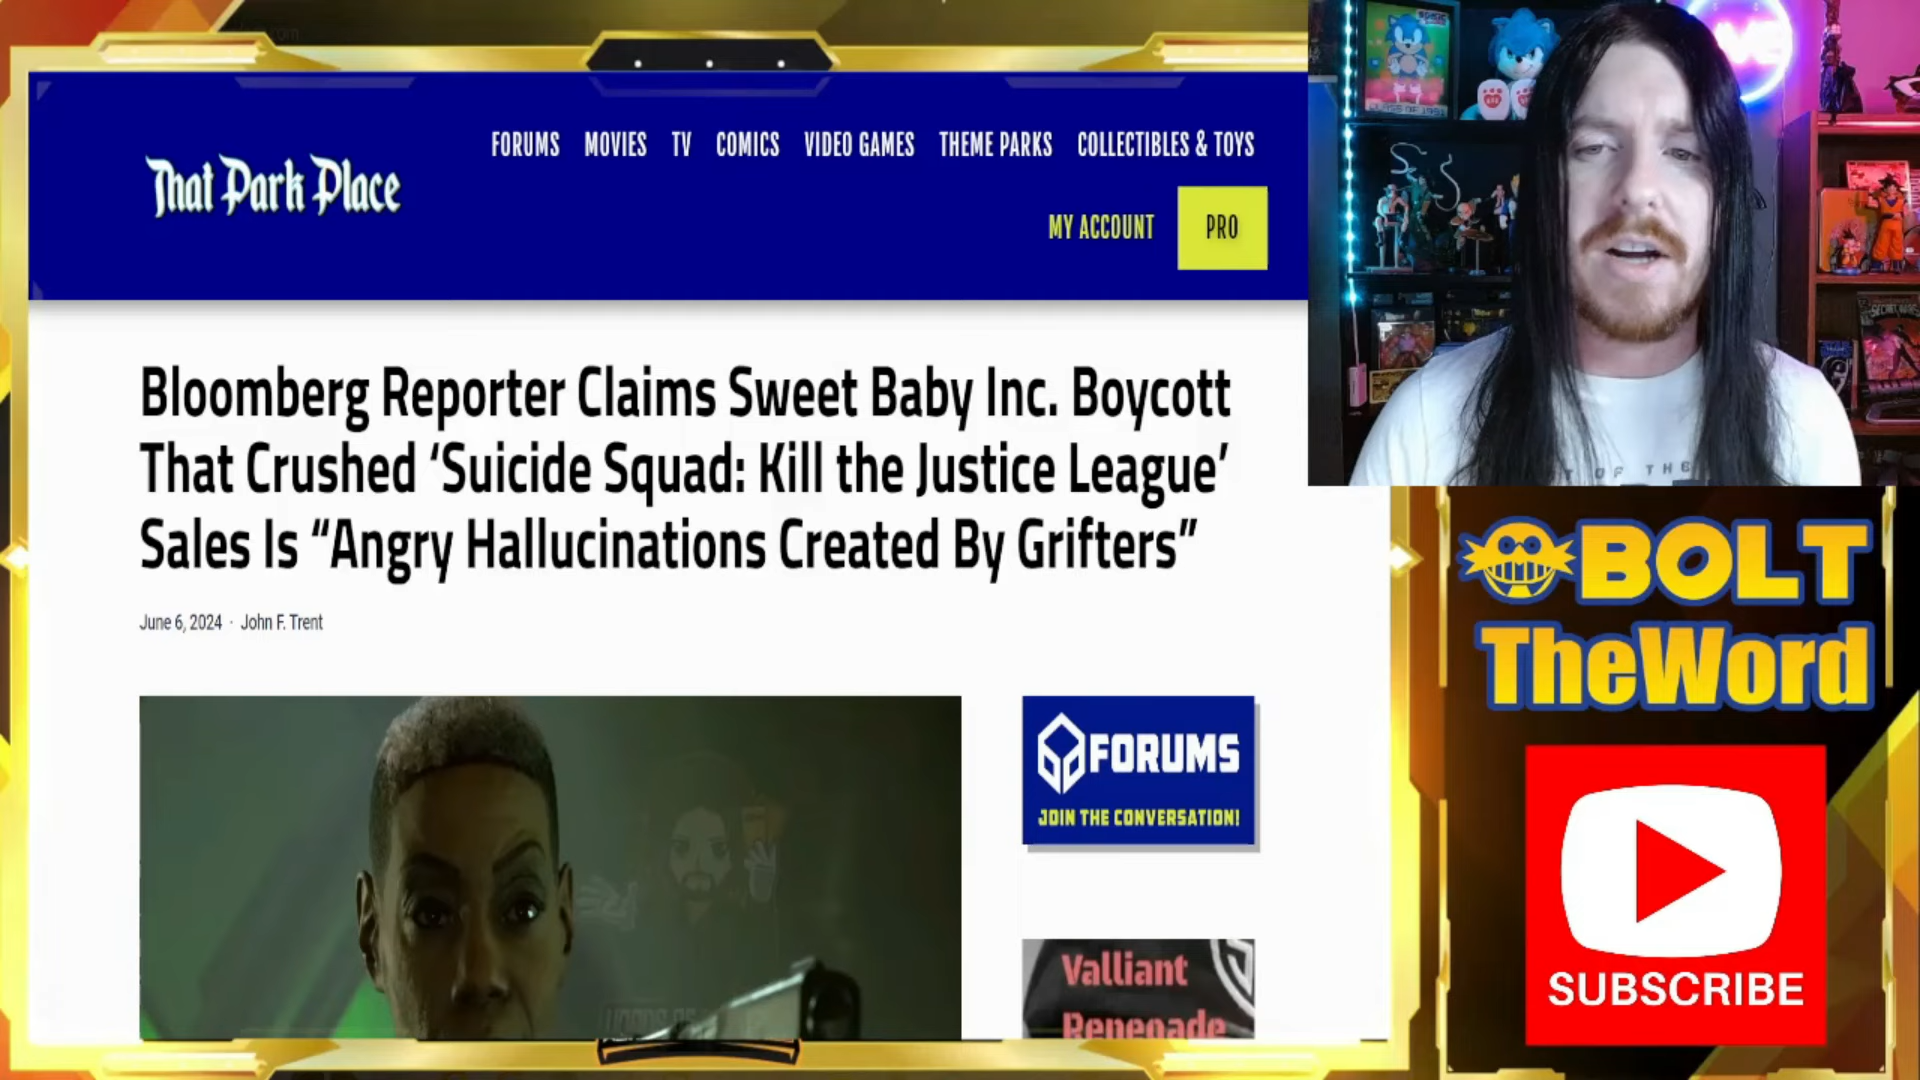 That Park Place
FORUMS MOVIES TV COMICS VIDEO GAMES THEME PARKS COLLECTIBLES & TOYS
MY ACCOUNT PRO
Bloomberg Reporter Claims Sweet Baby Inc. Boycott
That Crushed ‘Suicide Squad: Kill the Justice League’
Sales Is “Angry Hallucinations Created By Grifters”
June 6, 2024 · John F. Trent
FORUMS
JOIN THE CONVERSATION!
Valliant
Renegade
OF THE
BOLT
TheWord
SUBSCRIBE